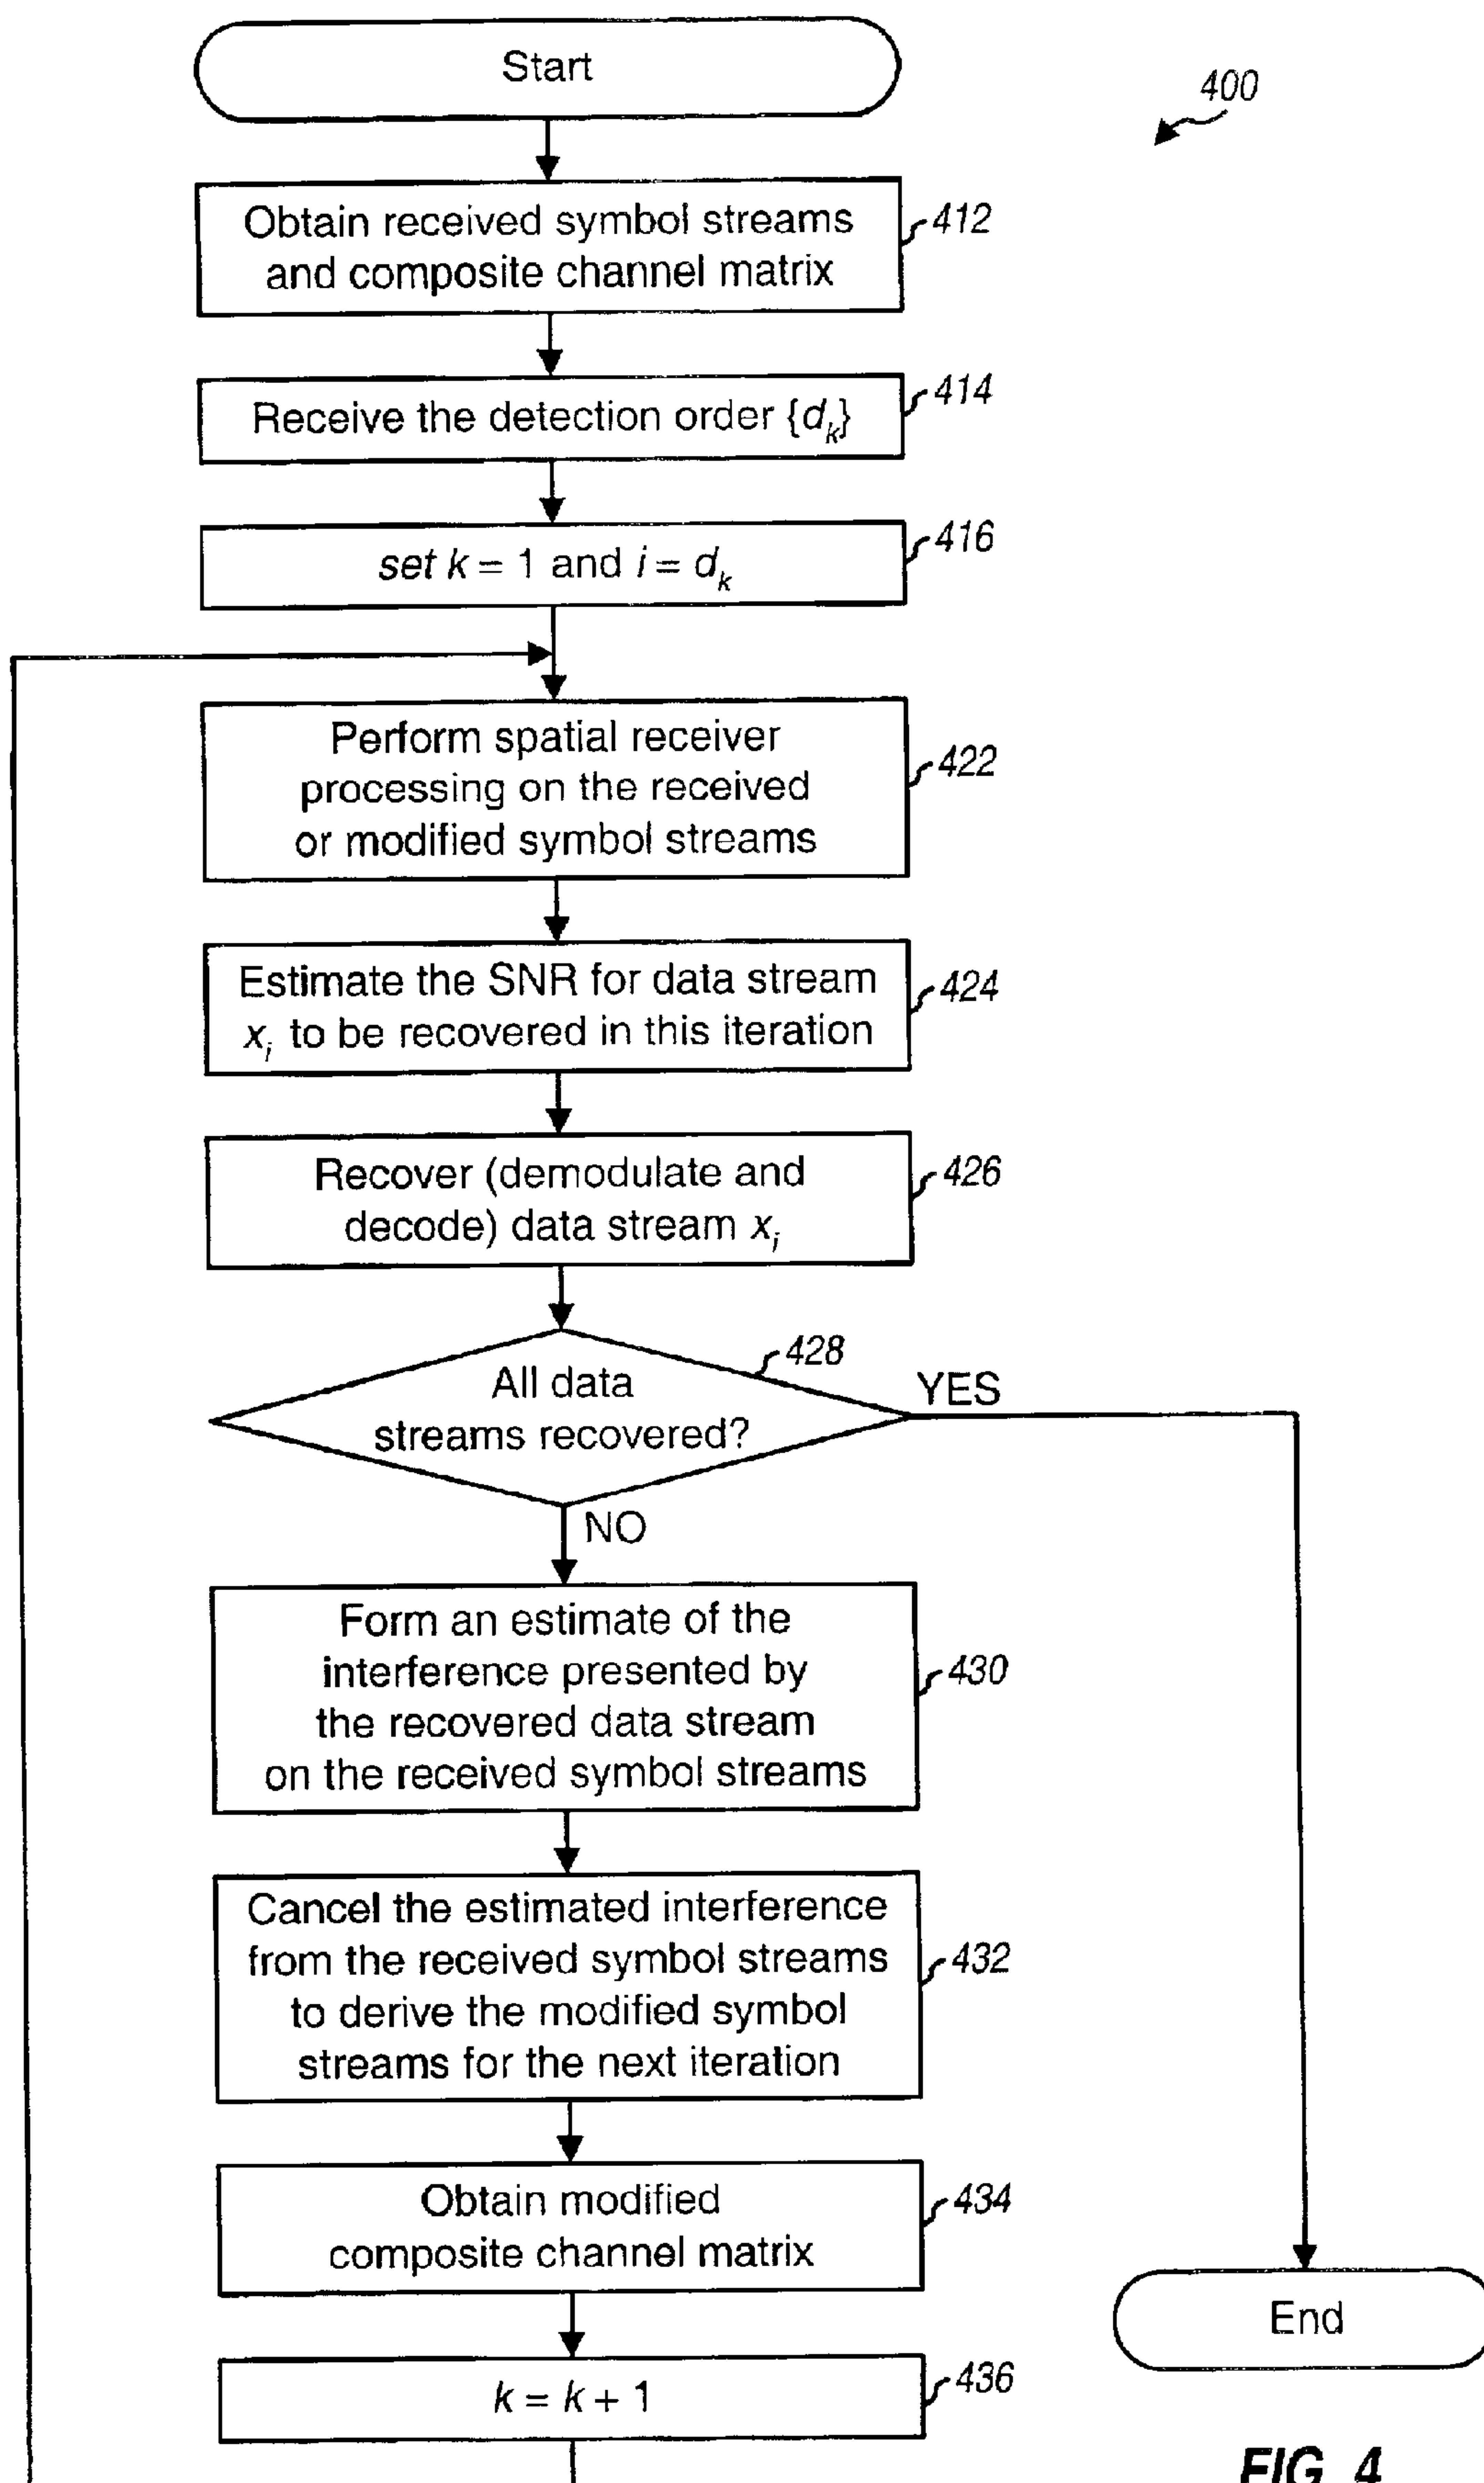 Start
400
Obtain received symbol streams
and composite channel matrix
412
Receive the detection order {d_k}
414
set k = 1 and i = d_k
416
Perform spatial receiver
processing on the received
or modified symbol streams
422
Estimate the SNR for data stream
x_i to be recovered in this iteration
424
Recover (demodulate and
decode) data stream x_i
426
All data
streams recovered?
428
YES
NO
Form an estimate of the
interference presented by
the recovered data stream
on the received symbol streams
430
Cancel the estimated interference
from the received symbol streams
to derive the modified symbol
streams for the next iteration
432
Obtain modified
composite channel matrix
434
End
k = k + 1
436
FIG. 4